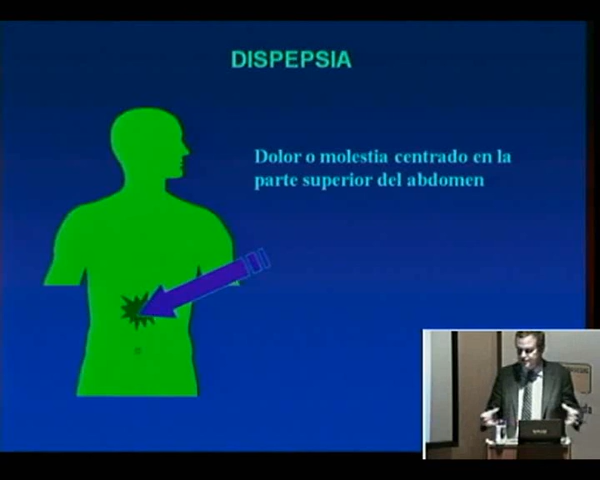 DISPEPSIA
Dolor o molestia centrado en la
parte superior del abdomen